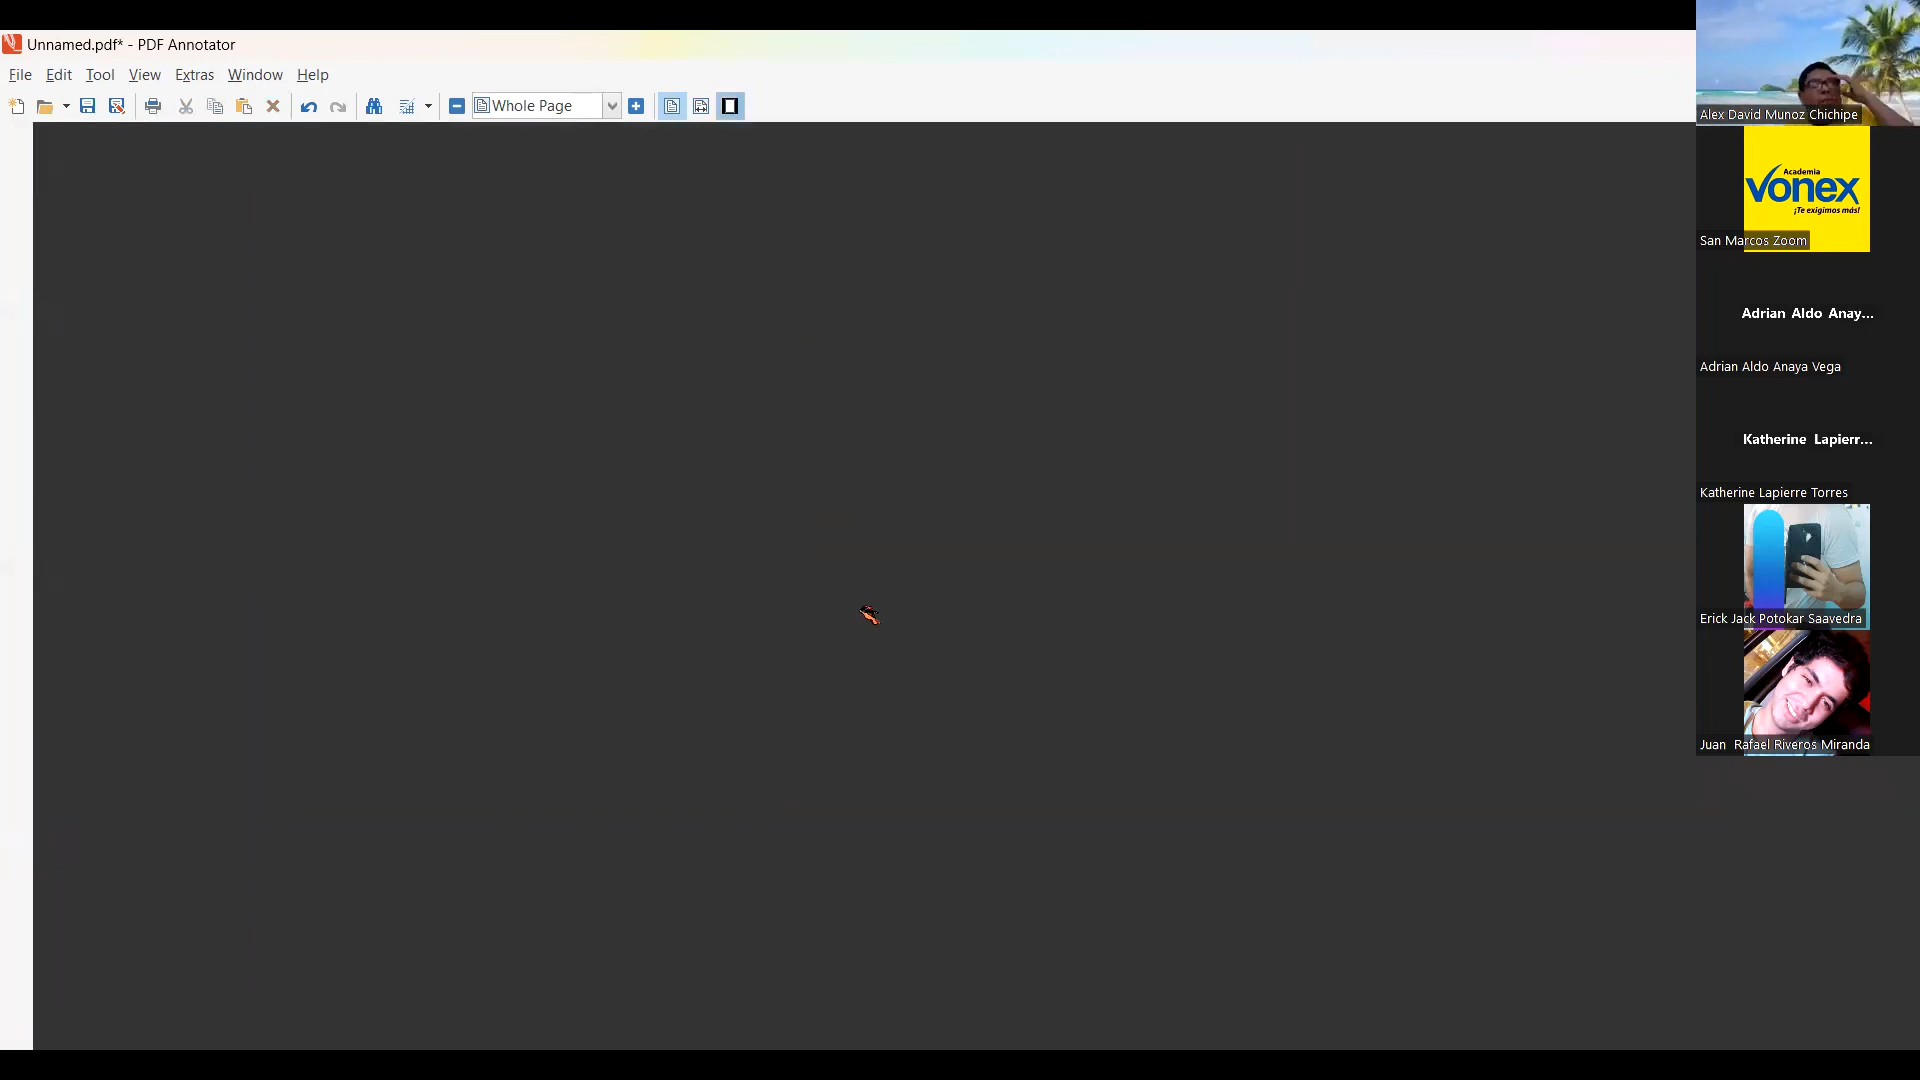 Unnamed.pdf* - PDF Annotator
File Edit Tool View Extras Window Help
Whole Page
Alex David Munoz Chichipe
Academia
Vonex
¡Te exigimos más!
San Marcos Zoom
Adrian Aldo Anay...
Adrian Aldo Anaya Vega
Katherine Lapierr...
Katherine Lapierre Torres
Erick Jack Potokar Saavedra
Juan Rafael Riveros Miranda